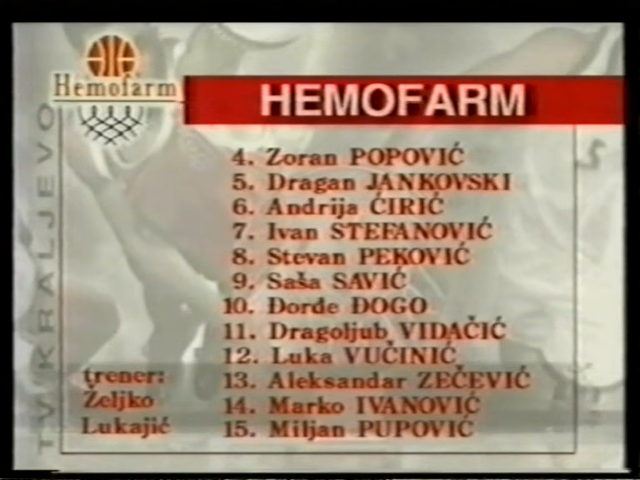 Hemofarm
HEMOFARM
TV KRALJEVO
5
4. Zoran POPOVIĆ
5. Dragan JANKOVSKI
6. Andrija ĆIRIĆ
7. Ivan STEFANOVIĆ
8. Stevan PEKOVIĆ
9. Saša SAVIĆ
10. Đorđe ĐOGO
11. Dragoljub VIDAČIĆ
12. Luka VUČINIĆ
13. Aleksandar ZEČEVIĆ
14. Marko IVANOVIĆ
15. Miljan PUPOVIĆ
trener:
Željko
Lukajić